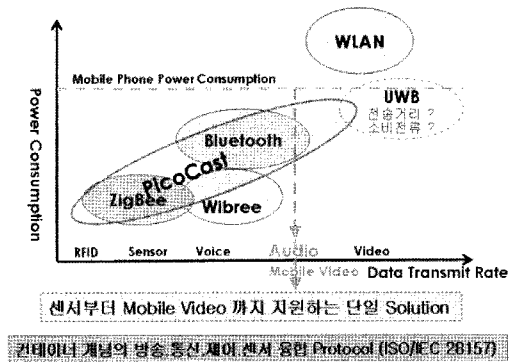 WLAN
Mobile Phone Power Consumption
UWB
전송거리 ?
소비전류 ?
Power Consumption
Bluetooth
PicoCast
ZigBee
Wibree
RFID Sensor Voice Audio Video
Mobile Video Data Transmit Rate
센서부터 Mobile Video 까지 지원하는 단일 Solution
컨테이너 개념의 방송 통신 제어 센서 융합 Protocol (ISO/IEC 28157)